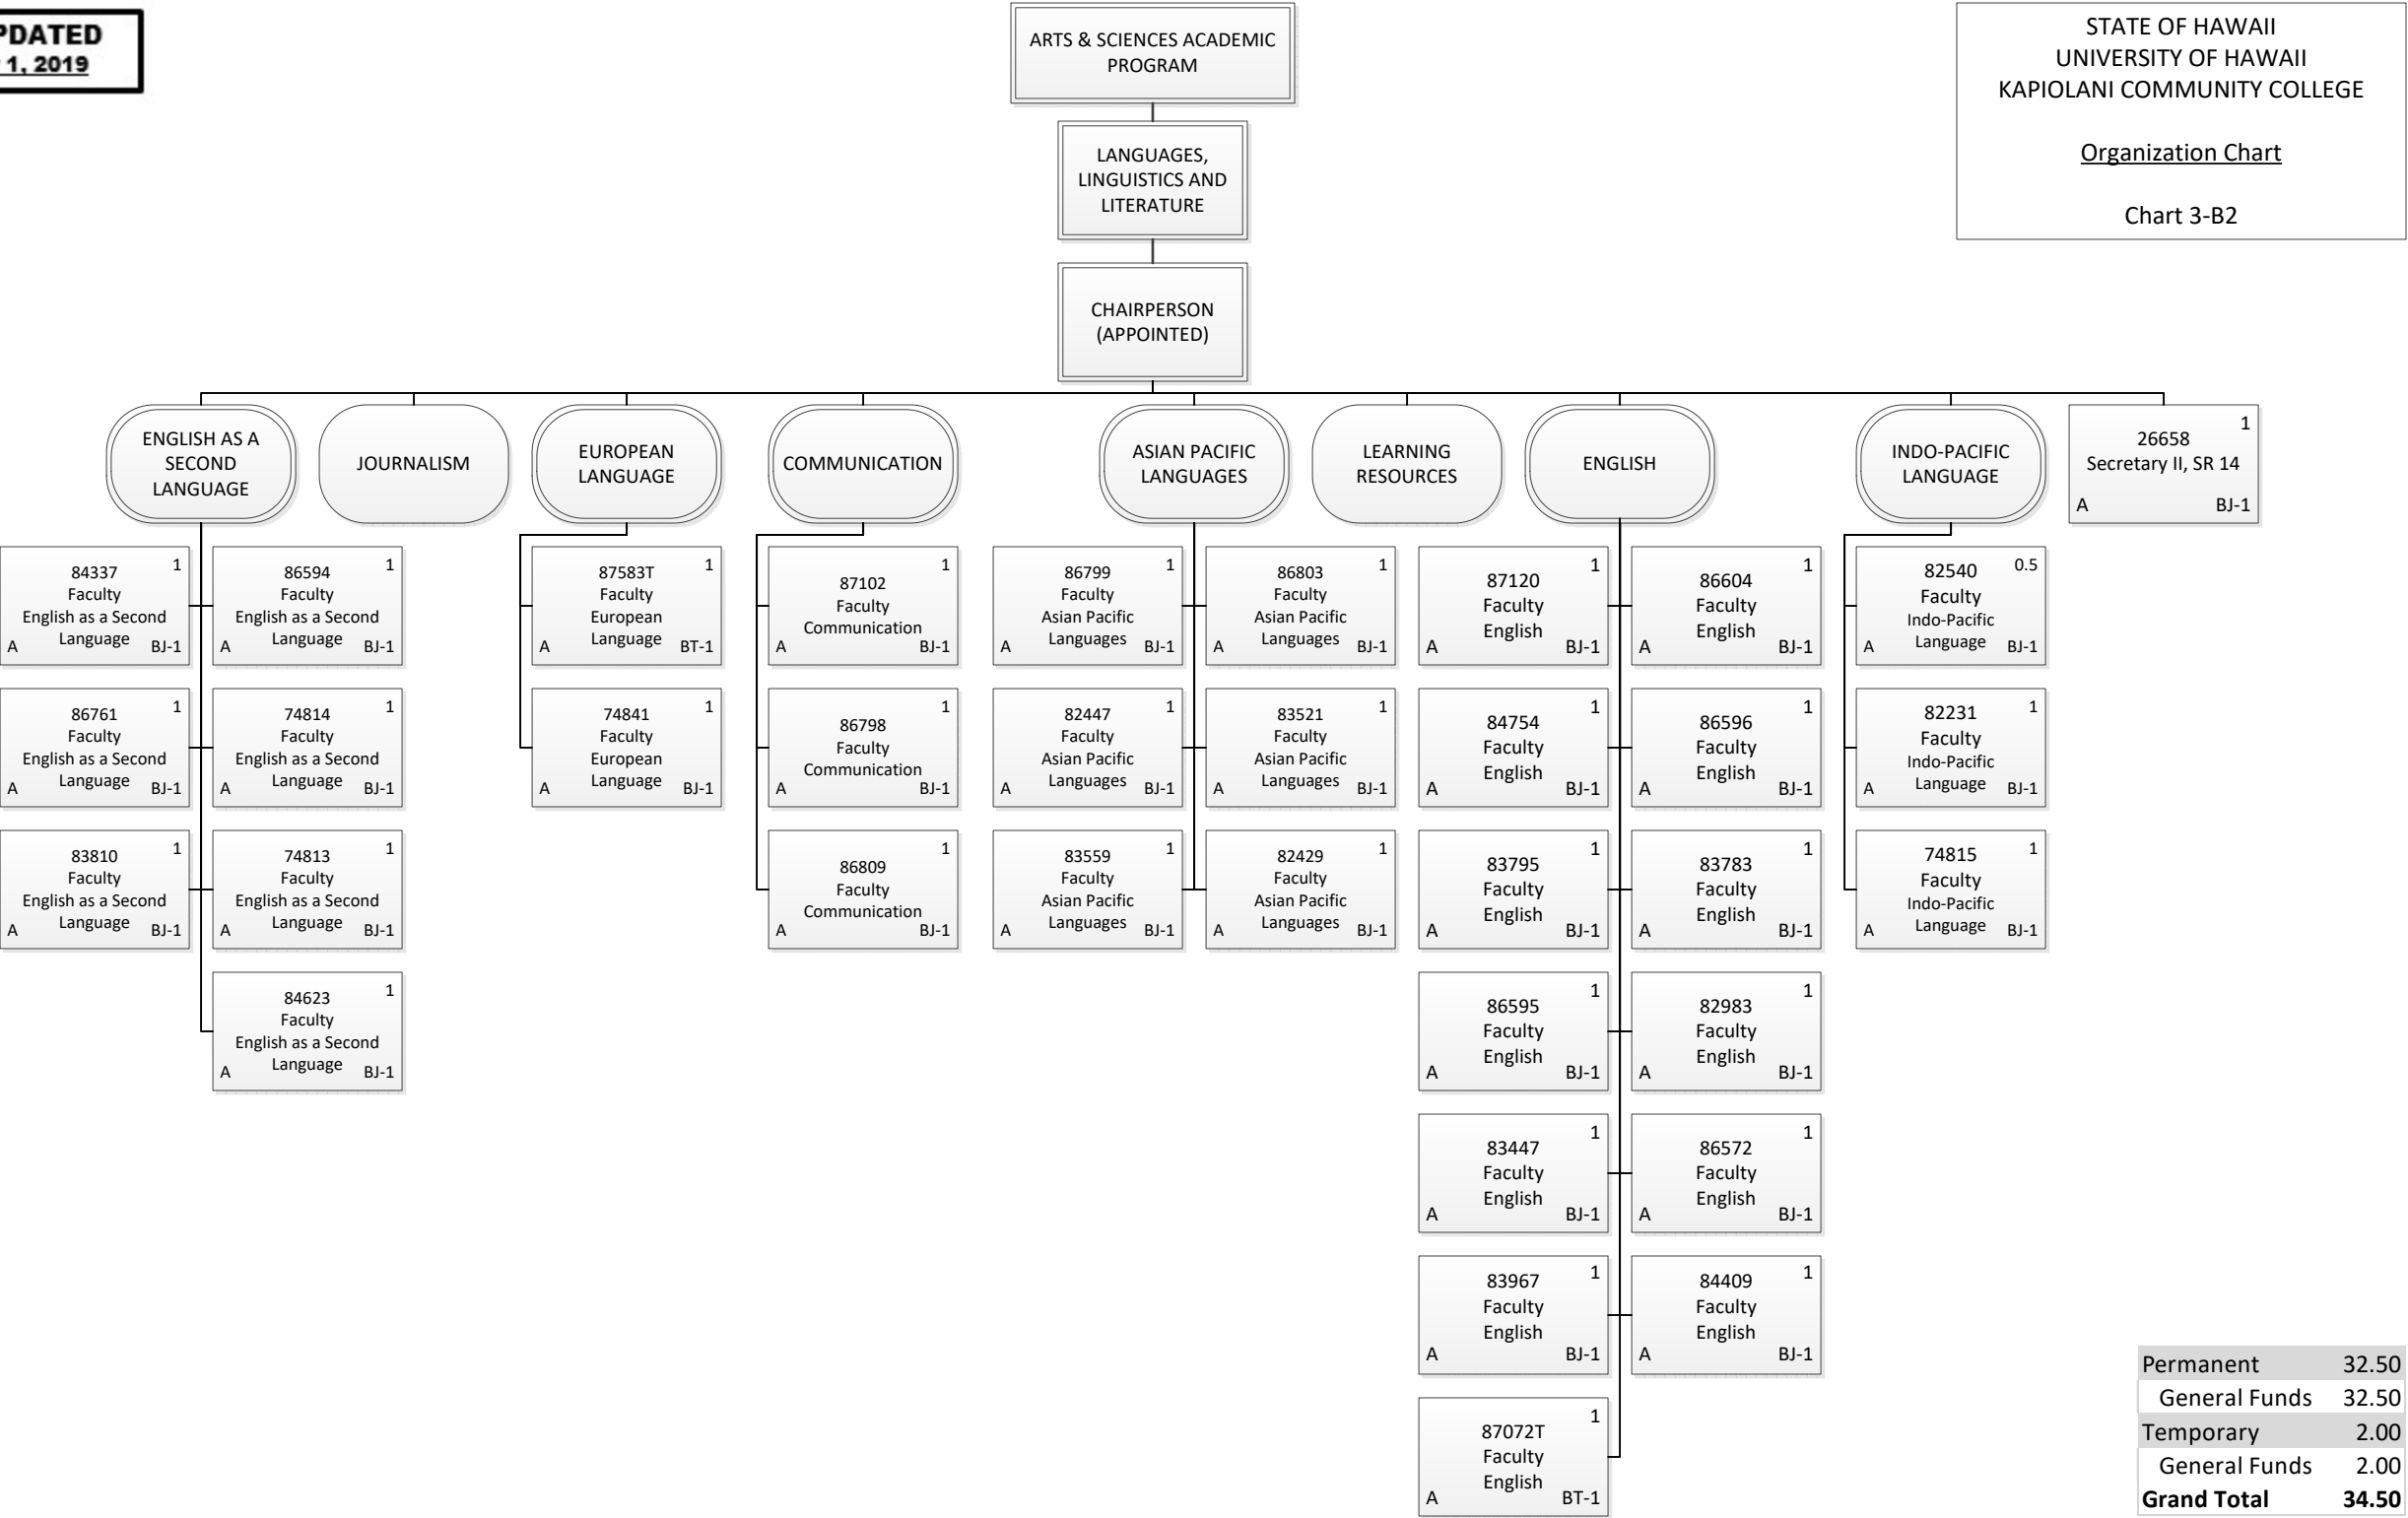 PDATED
1, 2019
ARTS & SCIENCES ACADEMIC
PROGRAM
STATE OF HAWAII
UNIVERSITY OF HAWAII
KAPIOLANI COMMUNITY COLLEGE
Organization Chart
Chart 3-B2
LANGUAGES,
LINGUISTICS AND
LITERATURE
CHAIRPERSON
(APPOINTED)
ENGLISH AS A
SECOND
LANGUAGE
JOURNALISM
EUROPEAN
LANGUAGE
COMMUNICATION
ASIAN PACIFIC
LANGUAGES
LEARNING
RESOURCES
ENGLISH
INDO-PACIFIC
LANGUAGE
1
26658
Secretary II, SR 14
A BJ-1
84337 1
Faculty
English as a Second
Language
A BJ-1
86594 1
Faculty
English as a Second
Language
A BJ-1
86761 1
Faculty
English as a Second
Language
A BJ-1
74814 1
Faculty
English as a Second
Language
A BJ-1
83810 1
Faculty
English as a Second
Language
A BJ-1
74813 1
Faculty
English as a Second
Language
A BJ-1
84623 1
Faculty
English as a Second
Language
A BJ-1
87583T 1
Faculty
European
Language
A BT-1
74841 1
Faculty
European
Language
A BJ-1
1
87102
Faculty
Communication
A BJ-1
1
86798
Faculty
Communication
A BJ-1
1
86809
Faculty
Communication
A BJ-1
86799 1
Faculty
Asian Pacific
Languages
A BJ-1
86803 1
Faculty
Asian Pacific
Languages
A BJ-1
82447 1
Faculty
Asian Pacific
Languages
A BJ-1
83521 1
Faculty
Asian Pacific
Languages
A BJ-1
83559 1
Faculty
Asian Pacific
Languages
A BJ-1
82429 1
Faculty
Asian Pacific
Languages
A BJ-1
1
87120
Faculty
English
A BJ-1
1
86604
Faculty
English
A BJ-1
1
84754
Faculty
English
A BJ-1
1
86596
Faculty
English
A BJ-1
1
83795
Faculty
English
A BJ-1
1
83783
Faculty
English
A BJ-1
1
86595
Faculty
English
A BJ-1
1
82983
Faculty
English
A BJ-1
1
83447
Faculty
English
A BJ-1
1
86572
Faculty
English
A BJ-1
1
83967
Faculty
English
A BJ-1
1
84409
Faculty
English
A BJ-1
1
87072T
Faculty
English
A BT-1
82540 0.5
Faculty
Indo-Pacific
Language
A BJ-1
82231 1
Faculty
Indo-Pacific
Language
A BJ-1
74815 1
Faculty
Indo-Pacific
Language
A BJ-1
Permanent 32.50
General Funds 32.50
Temporary 2.00
General Funds 2.00
Grand Total 34.50